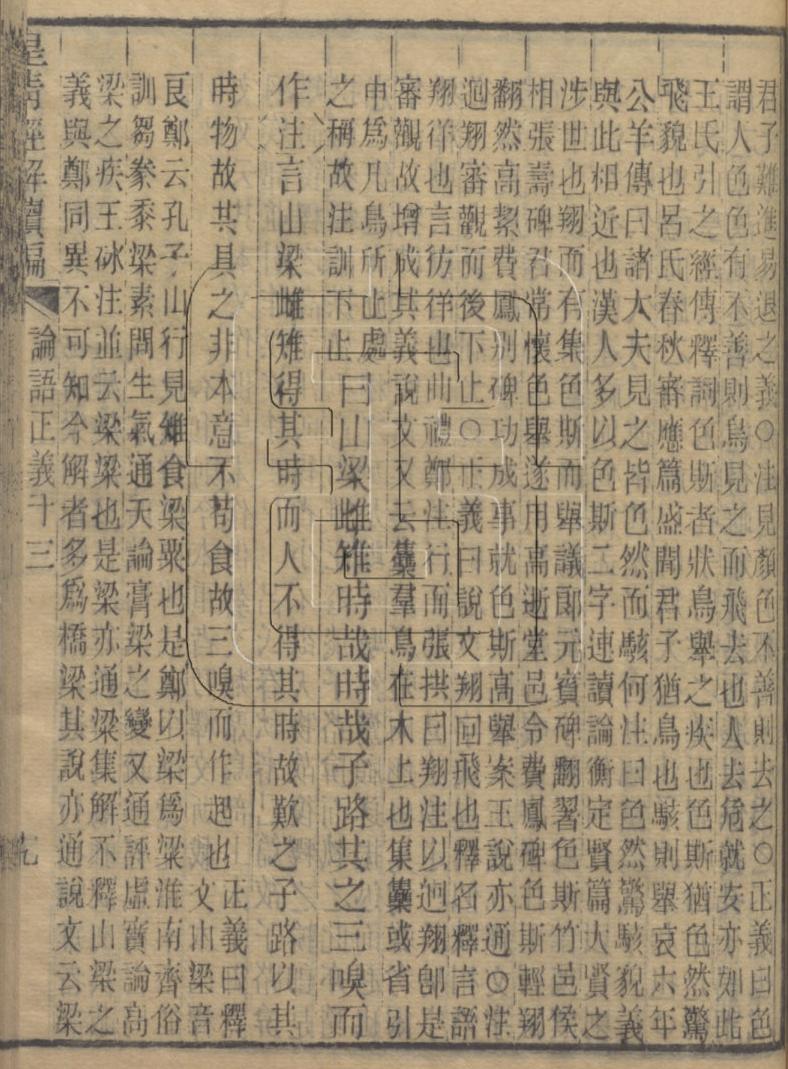 君子難進易退之義○注見顏色不善則去之○正義曰色
謂人色色有不善則鳥見之而飛去也人去危就安亦如此
王氏引之經傳釋詞色斯者狀鳥舉之疾也色斯猶色然驚
飛貌也呂氏春秋審應篇盛聞君子猶鳥也駭則舉哀六年
公羊傳曰諸大夫見之皆色然而駭何注曰色然驚駭貌義
與此相近也漢人多以色斯二字連讀論衡定賢篇大賢之
涉世也翔而有集色斯而舉議郎元賓碑翻翥色斯竹邑侯
相張壽碑君常懷色舉遂用高逝堂邑令費鳳碑色斯輕翔
翻然高絜費鳳別碑功成事就色斯高舉案王說亦通○注
迴翔審觀而後下止○正義曰說文翔回飛也釋名釋言語
翔佯也言彷徉也曲禮鄭注行而張拱曰翔注以迴翔卽是
審觀故增成其義說文又云雧羣鳥在木上也集雧或省引
申爲凡鳥所止處
之稱故注訓下止曰山梁雌雉時哉時哉子路共之三嗅而
作注言山梁雌雉得其時而人不得其時故歎之子路以其
時物故共具之非本意不苟食故三嗅而作作起也正義曰釋
文山梁音
良鄭云孔子山行見雉食梁粟也是鄭以梁爲粱淮南齊俗
訓芻豢黍梁素問生氣通天論膏梁之變又通評虛實論高
梁之疾王冰注並云梁粱也是梁亦通粱集解不釋山梁之
義與鄭同異不可知今解者多爲橋梁其說亦通說文云梁
皇清經解續編
論語正義十三
九